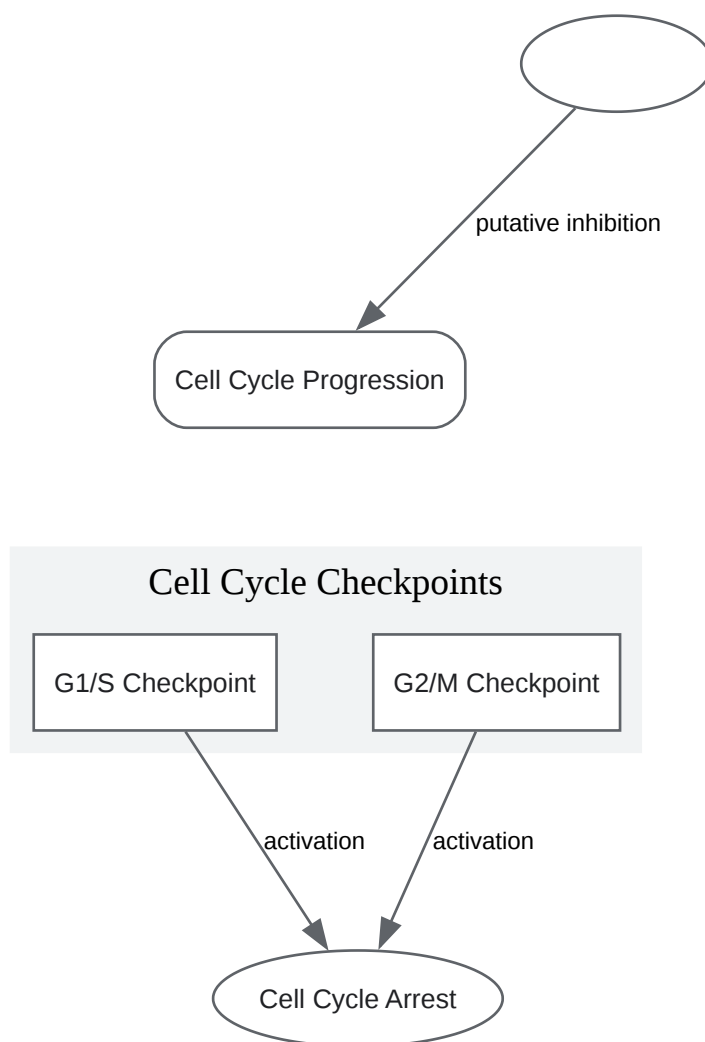 putative inhibition
Cell Cycle Progression
Cell Cycle Checkpoints
G1/S Checkpoint
G2/M Checkpoint
activation
activation
Cell Cycle Arrest